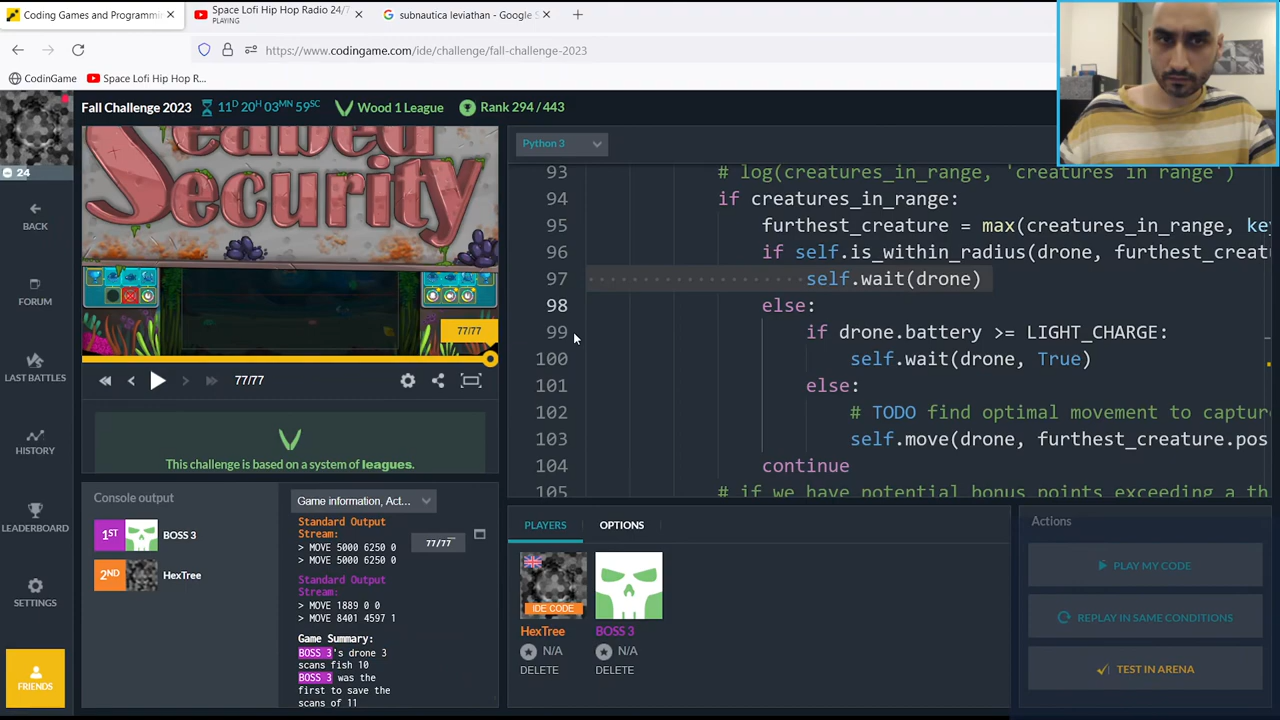 Coding Games and Programmi
Space Lofi Hip Hop Radio 24/7
PLAYING
subnautica leviathan - Google S
https://www.codingame.com/ide/challenge/fall-challenge-2023
CodinGame
Space Lofi Hip Hop R...
Fall Challenge 2023
11D 20H 03MN 59SC
Wood 1 League
Rank 294 / 443
24
BACK
FORUM
LAST BATTLES
HISTORY
LEADERBOARD
SETTINGS
FRIENDS
Seabed
Security
77/77
77/77
This challenge is based on a system of leagues.
Python 3
93 # log(creatures_in_range, 'creatures in range')
94 if creatures_in_range:
95 furthest_creature = max(creatures_in_range, key
96 if self.is_within_radius(drone, furthest_creat
97 self.wait(drone)
98 else:
99 if drone.battery >= LIGHT_CHARGE:
100 self.wait(drone, True)
101 else:
102 # TODO find optimal movement to captur
103 self.move(drone, furthest_creature.pos
104 continue
105 # if we have potential bonus points exceeding a th
Console output
1ST BOSS 3
2ND HexTree
Game information, Act...
77/77
Standard Output
Stream:
> MOVE 5000 6250 0
> MOVE 5000 6250 0
Standard Output
Stream:
> MOVE 1889 0 0
> MOVE 8401 4597 1
Game Summary:
BOSS 3's drone 3
scans fish 10
BOSS 3 was the
first to save the
scans of 11
PLAYERS
OPTIONS
IDE CODE
HexTree
N/A
DELETE
BOSS 3
N/A
DELETE
Actions
PLAY MY CODE
REPLAY IN SAME CONDITIONS
TEST IN ARENA